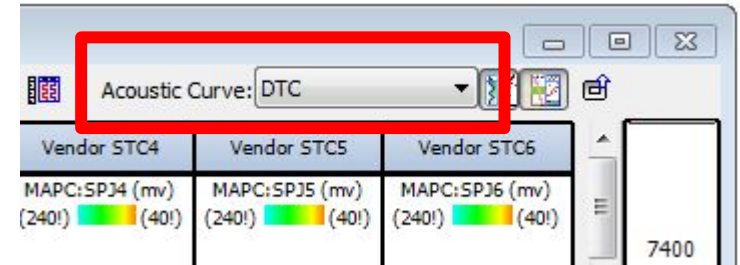 Acoustic Curve: DTC
Vendor STC4 Vendor STC5 Vendor STC6
MAPC:SPJ4 (mv) MAPC:SPJ5 (mv) MAPC:SPJ6 (mv)
(240!) (40!) (240!) (40!) (240!) (40!)
7400